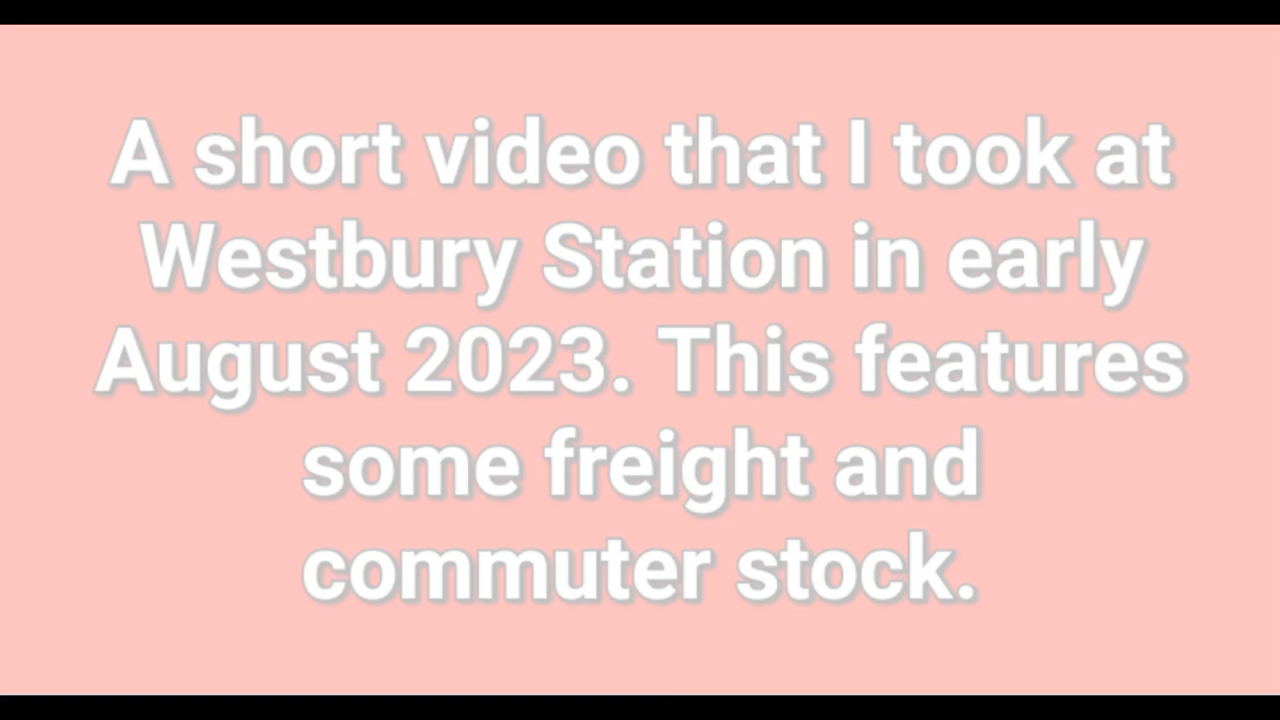 A short video that I took at
Westbury Station in early
August 2023. This features
some freight and
commuter stock.